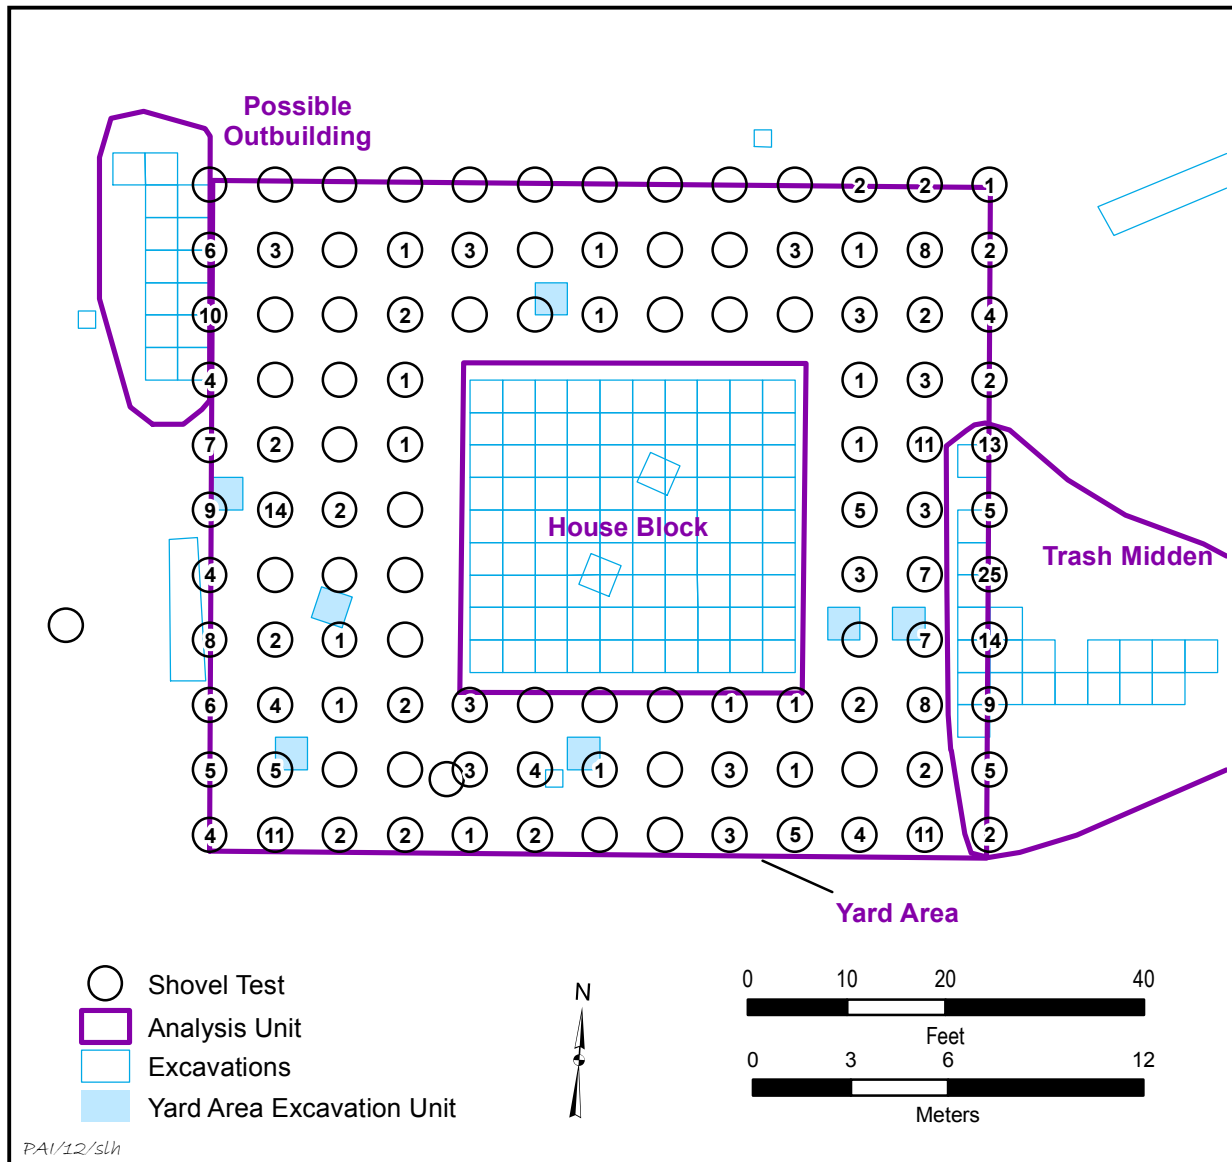 Possible
Outbuilding
2 2 1
6 3 1 3 1 3 1 8 2
10 2 1 3 2 4
4 1 1 3 2
7 2 1 1 11 13
9 14 2 5 3 5
House Block
Trash Midden
4 3 7 25
8 2 1 7 14
6 4 1 2 3 1 1 2 8 9
5 5 3 4 1 3 1 2 5
4 11 2 2 1 2 3 5 4 11 2
Yard Area
Shovel Test
Analysis Unit
Excavations
Yard Area Excavation Unit
N
0 10 20 40
Feet
0 3 6 12
Meters
PAI/12/slh